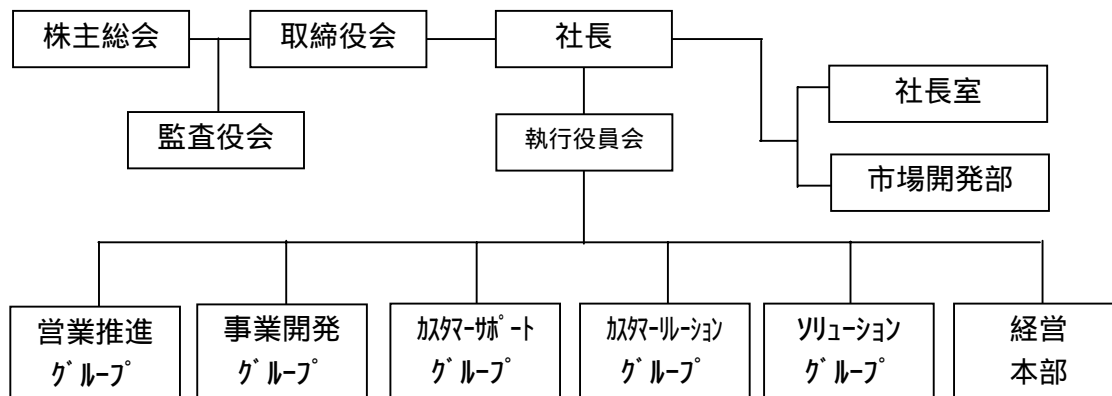 株主総会
取締役会
社長
社長室
監査役会
執行役員会
市場開発部
営業推進
ｸﾞﾙｰﾌﾟ
事業開発
ｸﾞﾙｰﾌﾟ
ｶｽﾀﾏｰｻﾎﾟｰﾄ
ｸﾞﾙｰﾌﾟ
ｶｽﾀﾏｰﾘﾚｰｼｮﾝ
ｸﾞﾙｰﾌﾟ
ｿﾘｭｰｼｮﾝ
ｸﾞﾙｰﾌﾟ
経営
本部